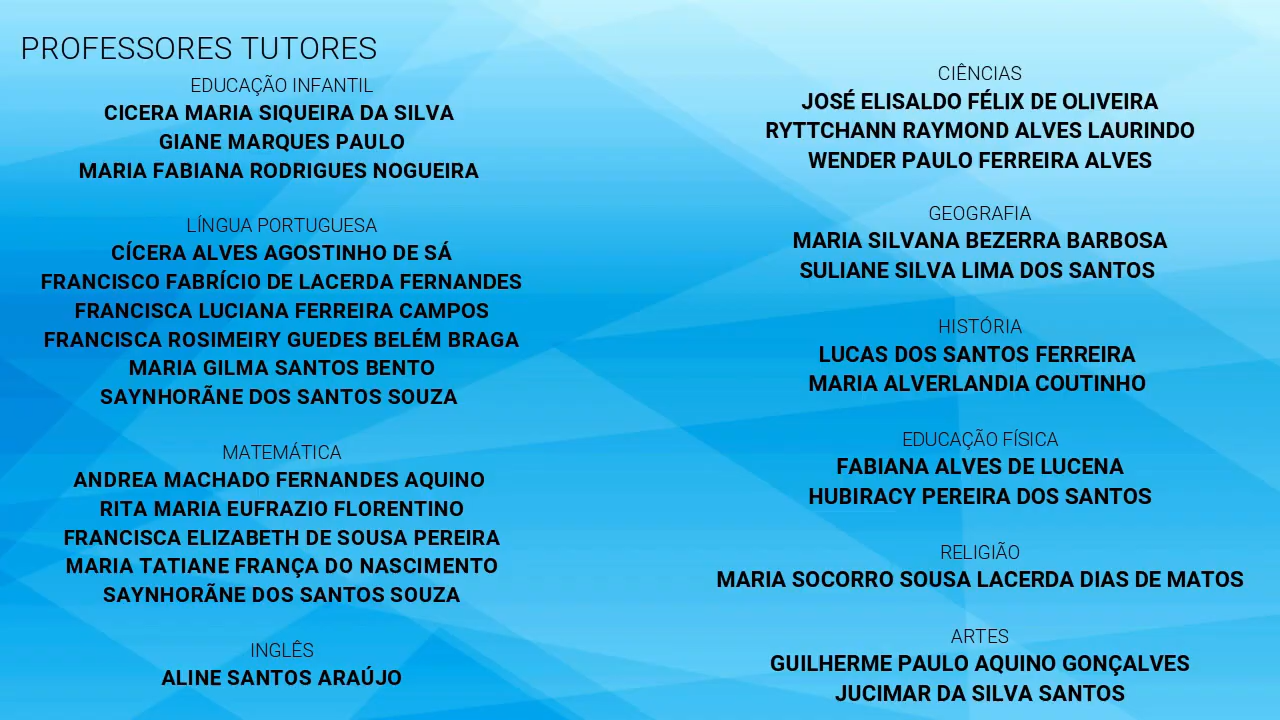 PROFESSORES TUTORES
EDUCAÇÃO INFANTIL
CICERA MARIA SIQUEIRA DA SILVA
GIANE MARQUES PAULO
MARIA FABIANA RODRIGUES NOGUEIRA
LÍNGUA PORTUGUESA
CÍCERA ALVES AGOSTINHO DE SÁ
FRANCISCO FABRÍCIO DE LACERDA FERNANDES
FRANCISCA LUCIANA FERREIRA CAMPOS
FRANCISCA ROSIMEIRY GUEDES BELÉM BRAGA
MARIA GILMA SANTOS BENTO
SAYNHORÃNE DOS SANTOS SOUZA
MATEMÁTICA
ANDREA MACHADO FERNANDES AQUINO
RITA MARIA EUFRAZIO FLORENTINO
FRANCISCA ELIZABETH DE SOUSA PEREIRA
MARIA TATIANE FRANÇA DO NASCIMENTO
SAYNHORÃNE DOS SANTOS SOUZA
INGLÊS
ALINE SANTOS ARAÚJO
CIÊNCIAS
JOSÉ ELISALDO FÉLIX DE OLIVEIRA
RYTTCHANN RAYMOND ALVES LAURINDO
WENDER PAULO FERREIRA ALVES
GEOGRAFIA
MARIA SILVANA BEZERRA BARBOSA
SULIANE SILVA LIMA DOS SANTOS
HISTÓRIA
LUCAS DOS SANTOS FERREIRA
MARIA ALVERLANDIA COUTINHO
EDUCAÇÃO FÍSICA
FABIANA ALVES DE LUCENA
HUBIRACY PEREIRA DOS SANTOS
RELIGIÃO
MARIA SOCORRO SOUSA LACERDA DIAS DE MATOS
ARTES
GUILHERME PAULO AQUINO GONÇALVES
JUCIMAR DA SILVA SANTOS